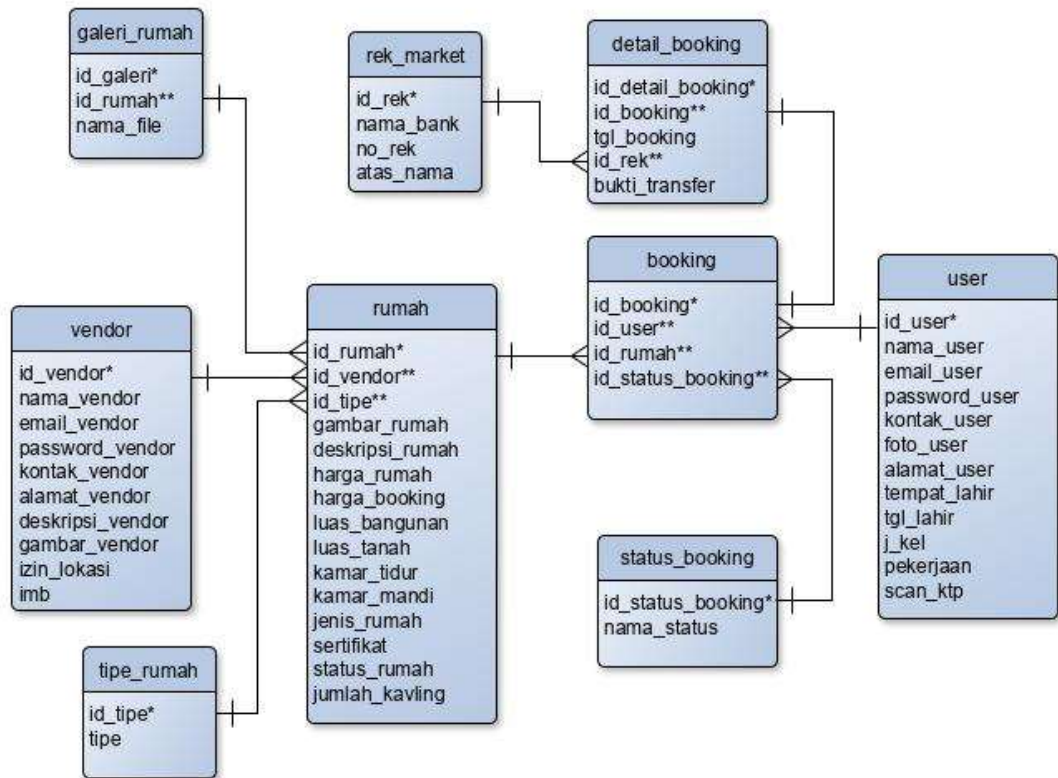 galeri_rumah
id_galeri*
id_rumah**
nama_file
rek_market
id_rek*
nama_bank
no_rek
atas_nama
detail_booking
id_detail_booking*
id_booking**
tgl_booking
id_rek**
bukti_transfer
vendor
id_vendor*
nama_vendor
email_vendor
password_vendor
kontak_vendor
alamat_vendor
deskripsi_vendor
gambar_vendor
izin_lokasi
imb
rumah
id_rumah*
id_vendor**
id_tipe**
gambar_rumah
deskripsi_rumah
harga_rumah
harga_booking
luas_bangunan
luas_tanah
kamar_tidur
kamar_mandi
jenis_rumah
sertifikat
status_rumah
jumlah_kavling
booking
id_booking*
id_user**
id_rumah**
id_status_booking**
user
id_user*
nama_user
email_user
password_user
kontak_user
foto_user
alamat_user
tempat_lahir
tgl_lahir
j_kel
pekerjaan
scan_ktp
status_booking
id_status_booking*
nama_status
tipe_rumah
id_tipe*
tipe